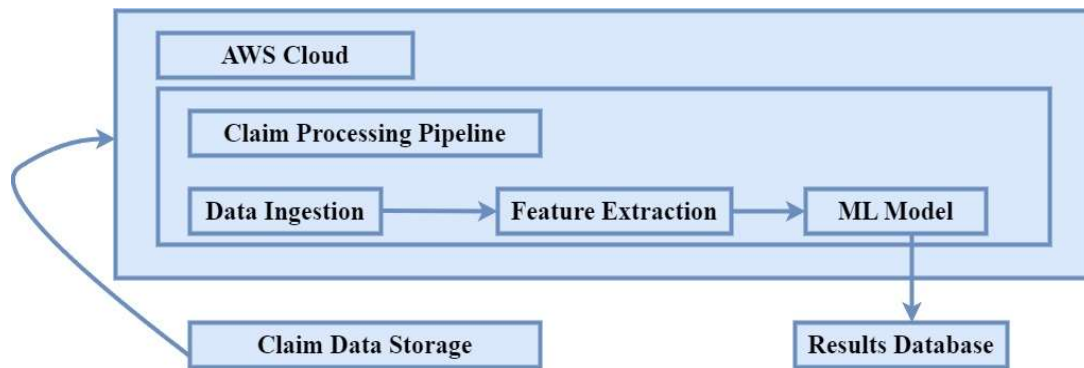 AWS Cloud
Claim Processing Pipeline
Data Ingestion
Feature Extraction
ML Model
Claim Data Storage
Results Database